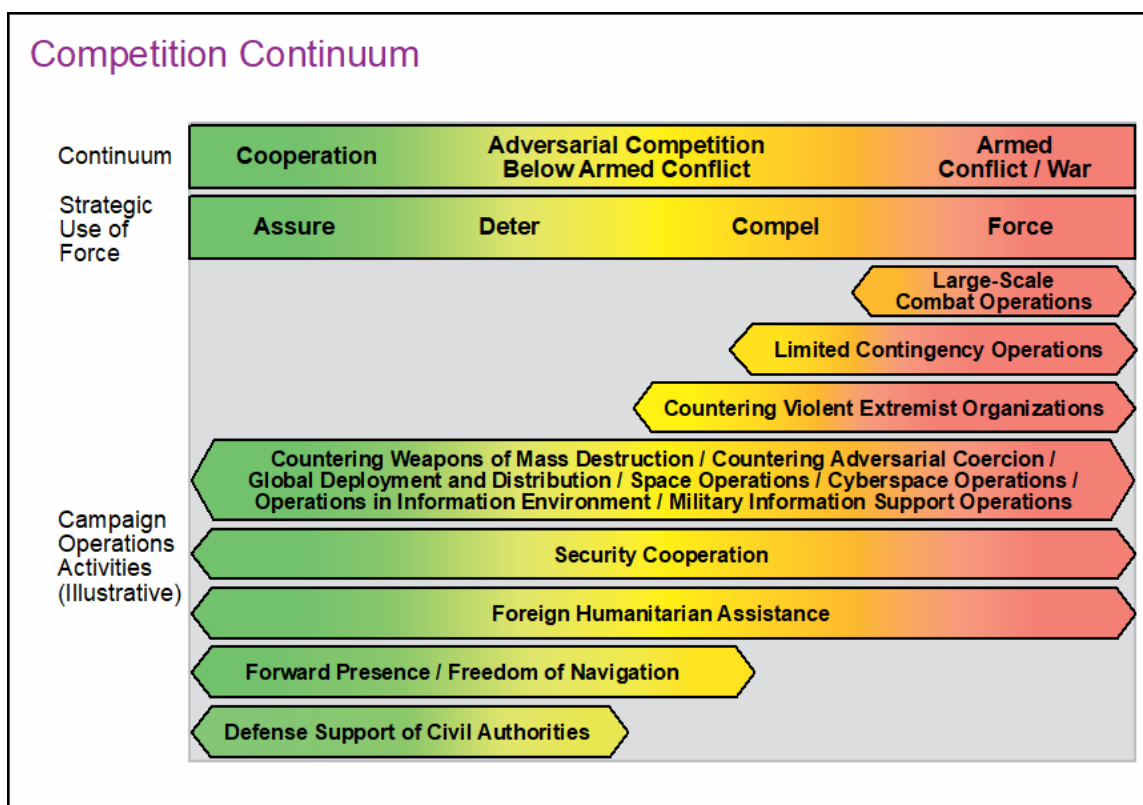 Competition Continuum
Continuum
Cooperation
Adversarial Competition
Below Armed Conflict
Armed
Conflict / War
Strategic
Use of
Force
Assure
Deter
Compel
Force
Large-Scale
Combat Operations
Limited Contingency Operations
Countering Violent Extremist Organizations
Countering Weapons of Mass Destruction / Countering Adversarial Coercion /
Global Deployment and Distribution / Space Operations / Cyberspace Operations /
Operations in Information Environment / Military Information Support Operations
Campaign
Operations
Activities
(Illustrative)
Security Cooperation
Foreign Humanitarian Assistance
Forward Presence / Freedom of Navigation
Defense Support of Civil Authorities